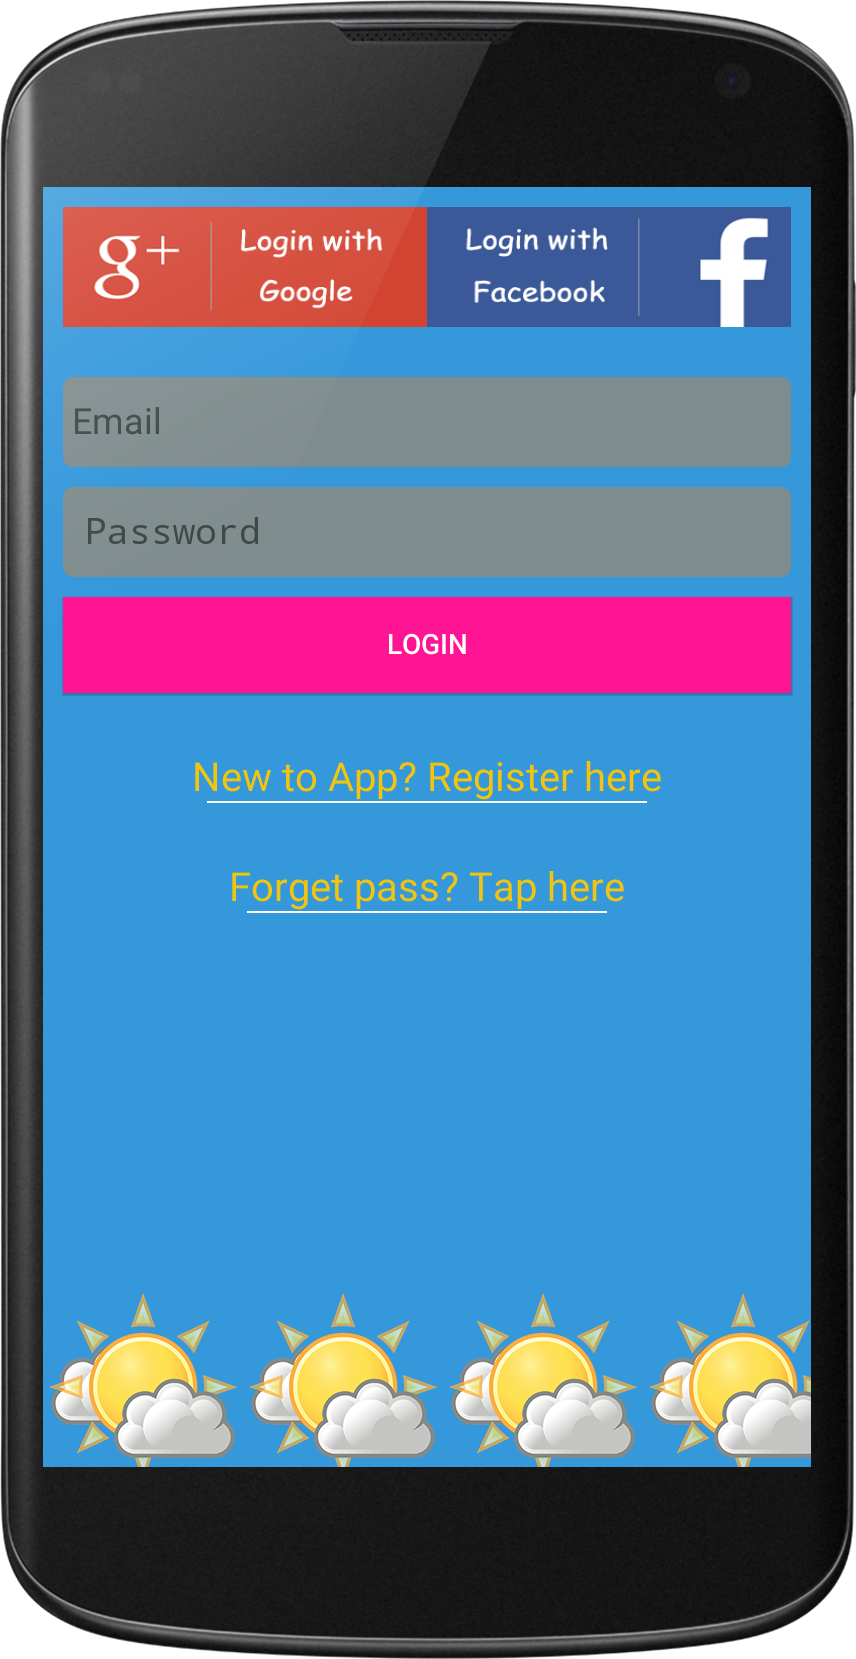 g+
Login with
Google
Login with
Facebook
f
Email
Password
LOGIN
New to App? Register here
Forget pass? Tap here